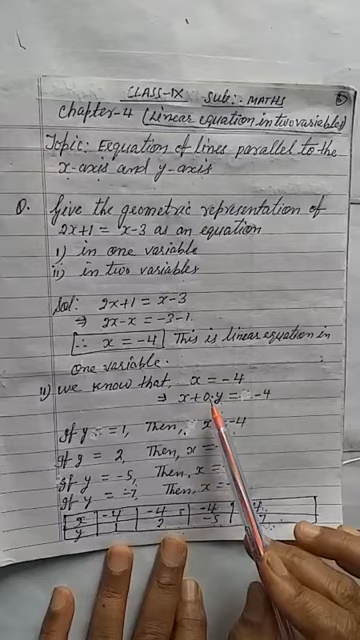 CLASS-IX Sub:- MATHS
Chapter-4 (Linear equation in two variables)
Topic: Equation of lines parallel to the
x-axis and y-axis
Q. Give the geometric representation of
2x+1 = x-3 as an equation
i) in one variable
ii) in two variables
Sol: 2x+1 = x-3
⇒ 2x-x = -3-1
∴ x = -4 This is linear equation in
one variable.
ii) we know that, x = -4
⇒ x+0.y = -4
If y = 1, Then, x = -4
If y = 2, Then, x =
If y = -5, Then, x =
If y = -7, Then, x =
x -4 -4 -4
y 1 2 -5